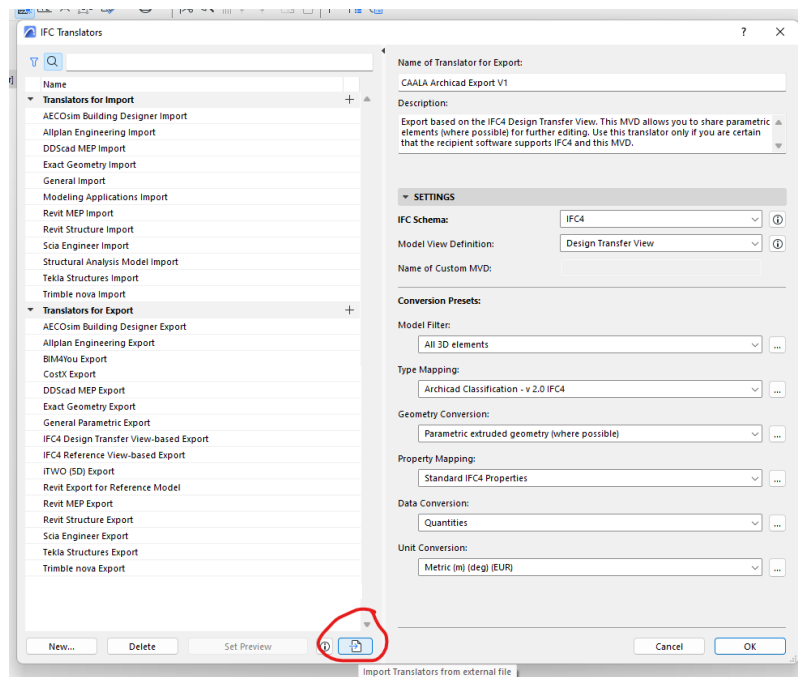 IFC Translators
?
Name
Translators for Import
AECOsim Building Designer Import
Allplan Engineering Import
DDScad MEP Import
Exact Geometry Import
General Import
Modeling Applications Import
Revit MEP Import
Revit Structure Import
Scia Engineer Import
Structural Analysis Model Import
Tekla Structures Import
Trimble nova Import
Translators for Export
AECOsim Building Designer Export
Allplan Engineering Export
BIM4You Export
CostX Export
DDScad MEP Export
Exact Geometry Export
General Parametric Export
IFC4 Design Transfer View-based Export
IFC4 Reference View-based Export
iTWO (5D) Export
Revit Export for Reference Model
Revit MEP Export
Revit Structure Export
Scia Engineer Export
Tekla Structures Export
Trimble nova Export
New...
Delete
Set Preview
Import Translators from external file
Name of Translator for Export:
CAALA Archicad Export V1
Description:
Export based on the IFC4 Design Transfer View. This MVD allows you to share parametric
elements (where possible) for further editing. Use this translator only if you are certain
that the recipient software supports IFC4 and this MVD.
SETTINGS
IFC Schema:
IFC4
Model View Definition:
Design Transfer View
Name of Custom MVD:
Conversion Presets:
Model Filter:
All 3D elements
...
Type Mapping:
Archicad Classification - v 2.0 IFC4
...
Geometry Conversion:
Parametric extruded geometry (where possible)
...
Property Mapping:
Standard IFC4 Properties
...
Data Conversion:
Quantities
...
Unit Conversion:
Metric (m) (deg) (EUR)
...
Cancel
OK